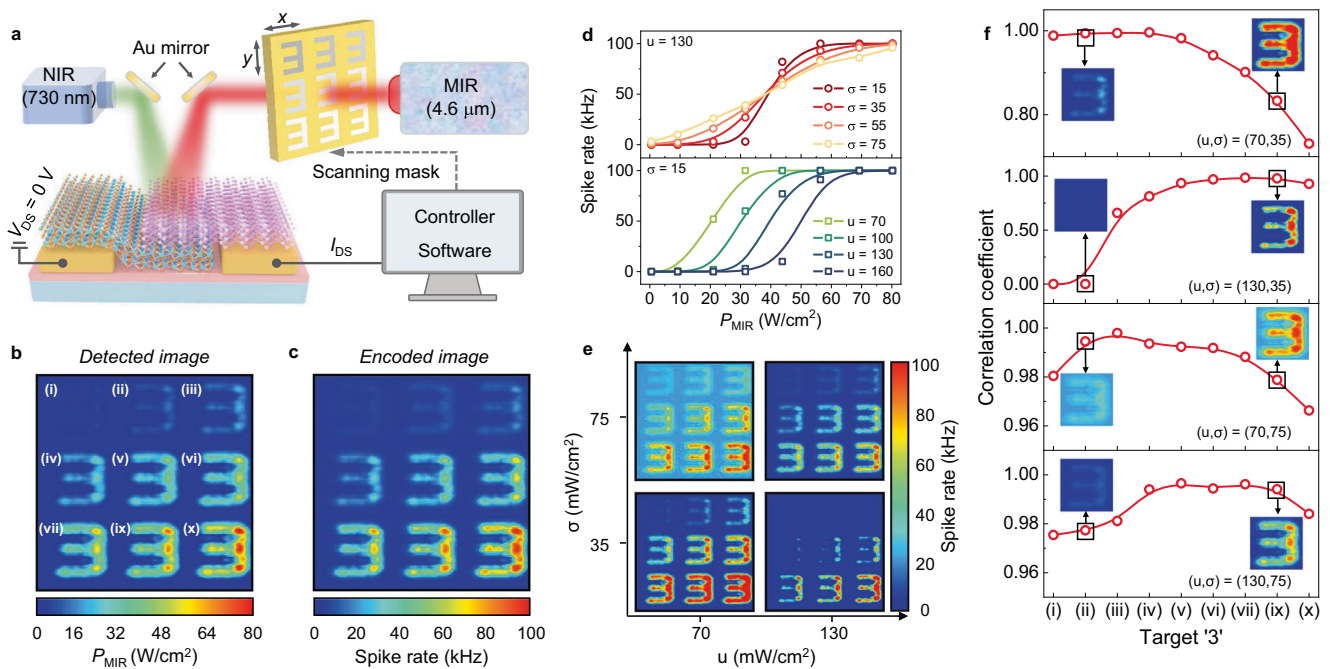 a
NIR
(730 nm)
Au mirror
x
y
MIR
(4.6 μm)
Scanning mask
V_DS = 0 V
I_DS
Controller
Software
b
Detected image
(i)
(ii)
(iii)
(iv)
(v)
(vi)
(vii)
(ix)
(x)
0
16
32
48
64
80
P_MIR (W/cm²)
c
Encoded image
0
20
40
60
80
100
Spike rate (kHz)
d
u = 130
100
50
0
σ = 15
σ = 35
σ = 55
σ = 75
Spike rate (kHz)
σ = 15
100
50
0
u = 70
u = 100
u = 130
u = 160
0
10
20
30
40
50
60
70
80
P_MIR (W/cm²)
e
σ (mW/cm²)
75
35
70
130
u (mW/cm²)
100
80
60
40
20
0
Spike rate (kHz)
f
Correlation coefficient
1.00
0.80
(u,σ) = (70,35)
1.00
0.50
0.00
(u,σ) = (130,35)
1.00
0.98
0.96
(u,σ) = (70,75)
1.00
0.98
0.96
(u,σ) = (130,75)
(i)
(ii)
(iii)
(iv)
(v)
(vi)
(vii)
(ix)
(x)
Target '3'